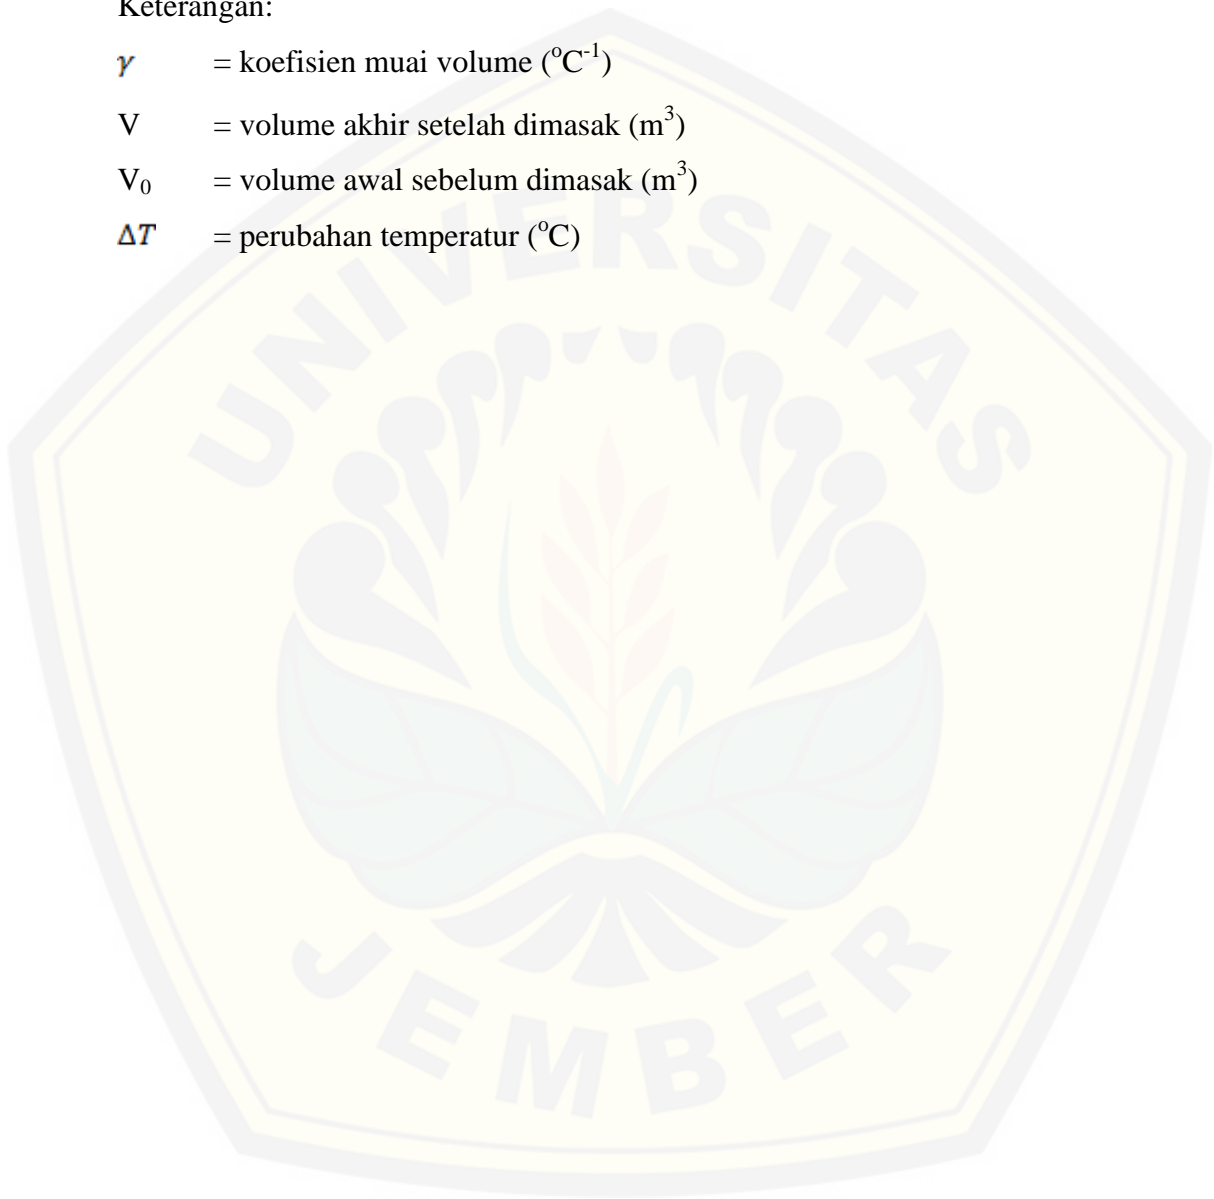 Keterangan:
γ = koefisien muai volume (°C⁻¹)
V = volume akhir setelah dimasak (m³)
V₀ = volume awal sebelum dimasak (m³)
ΔT = perubahan temperatur (°C)
UNIVERSITAS
JEMBER